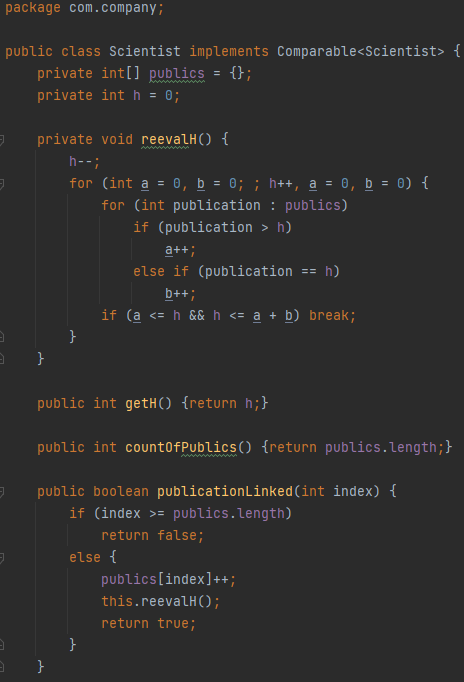 package com.company;
public class Scientist implements Comparable<Scientist> {
    private int[] publics = {};
    private int h = 0;
    private void reevalH() {
        h--;
        for (int a = 0, b = 0; ; h++, a = 0, b = 0) {
            for (int publication : publics)
                if (publication > h)
                    a++;
                else if (publication == h)
                    b++;
            if (a <= h && h <= a + b) break;
        }
    }
    public int getH() {return h;}
    public int countOfPublics() {return publics.length;}
    public boolean publicationLinked(int index) {
        if (index >= publics.length)
            return false;
        else {
            publics[index]++;
            this.reevalH();
            return true;
        }
    }